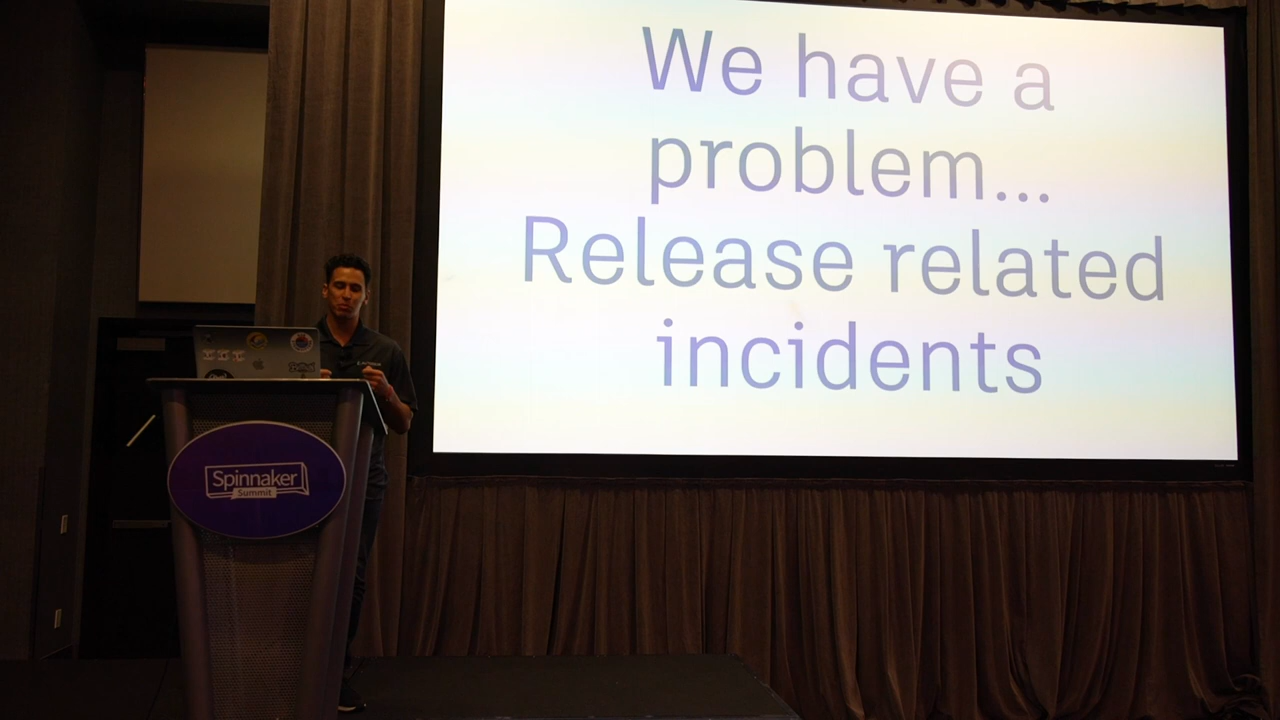 We have a
problem...
Release related
incidents
Spinnaker
Summit